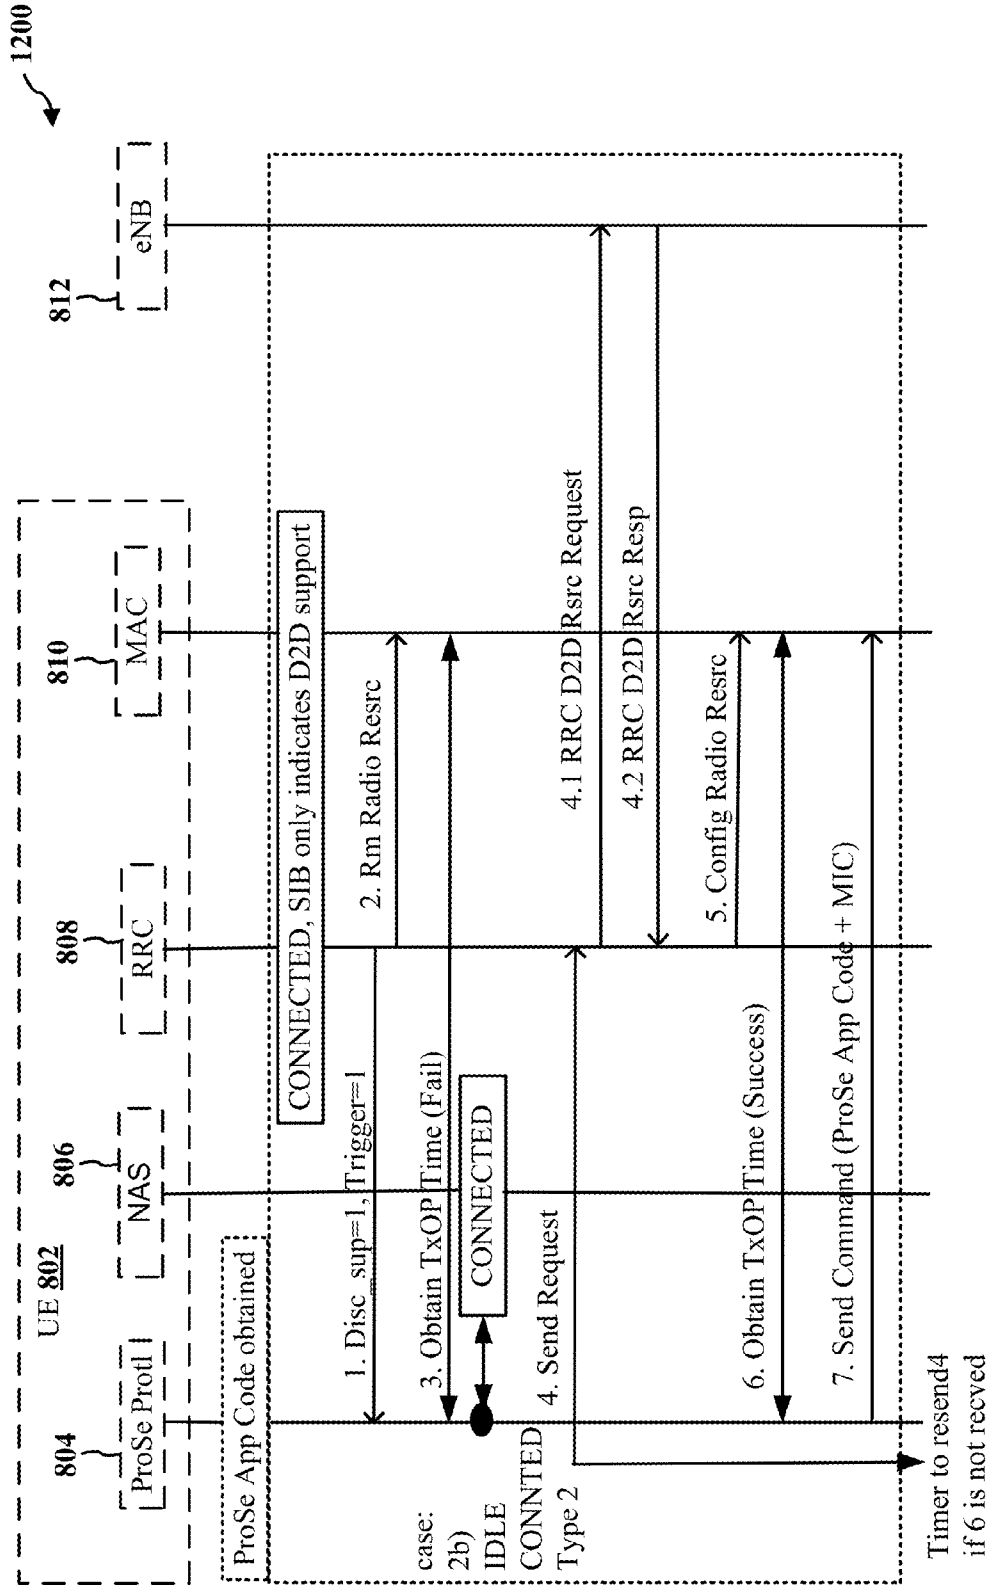 1200
UE 802
804
806
808
810
812
ProSe Protl
NAS
RRC
MAC
eNB
ProSe App Code obtained
CONNECTED, SIB only indicates D2D support
1. Disc_sup=1, Trigger=1
2. Rm Radio Resrc
3. Obtain TxOP Time (Fail)
case:
2b)
IDLE
CONNTED
Type 2
CONNECTED
4. Send Request
4.1 RRC D2D Rsrc Request
4.2 RRC D2D Rsrc Resp
5. Config Radio Resrc
6. Obtain TxOP Time (Success)
7. Send Command (ProSe App Code + MIC)
Timer to resend4
if 6 is not recved